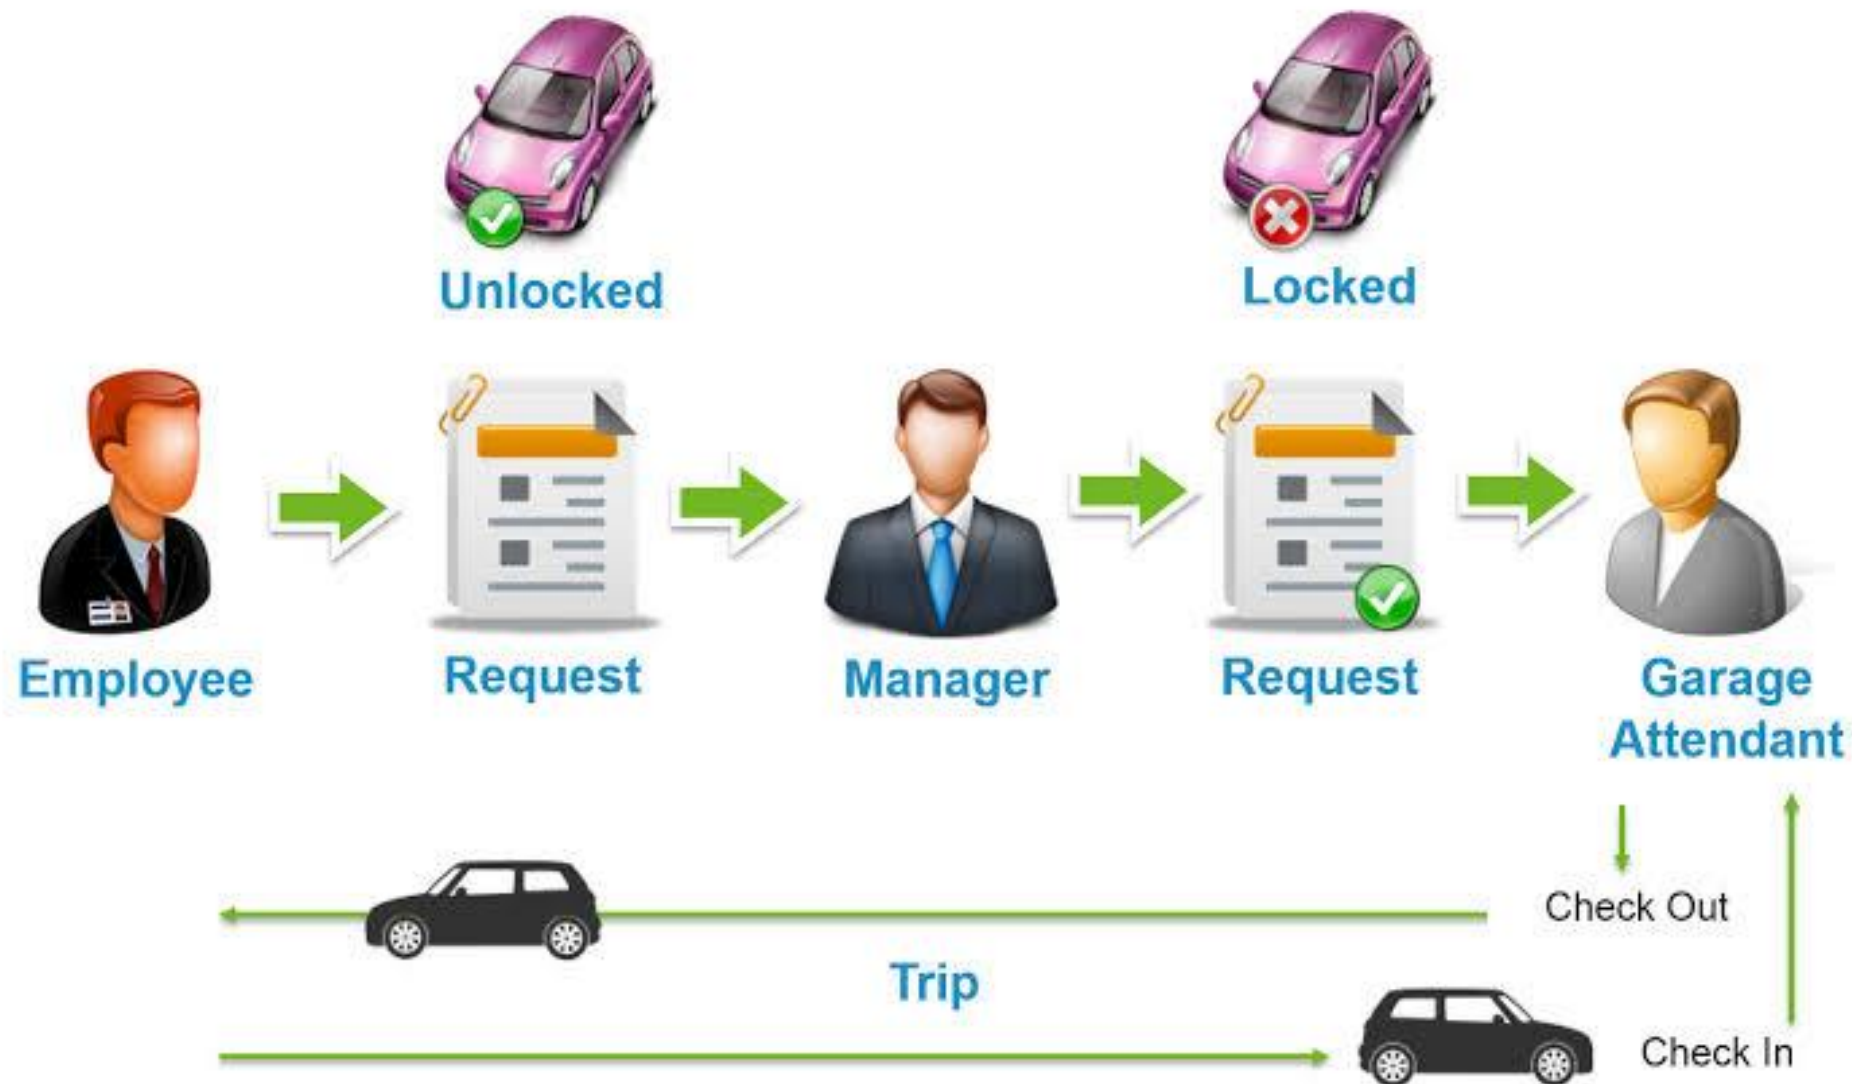 Unlocked
Locked
Employee
Request
Manager
Request
Garage
Attendant
Check Out
Trip
Check In